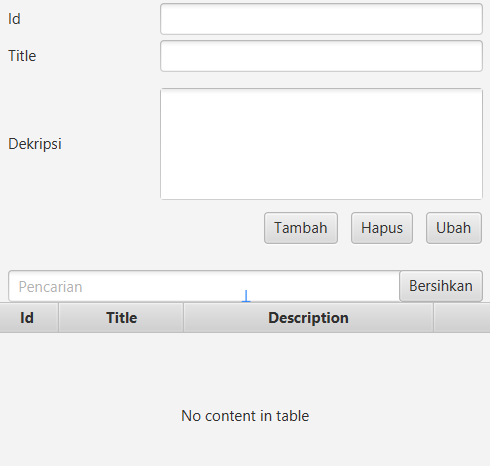 Id
Title
Dekripsi
Tambah Hapus Ubah
Pencarian Bersihkan
Id Title Description
No content in table